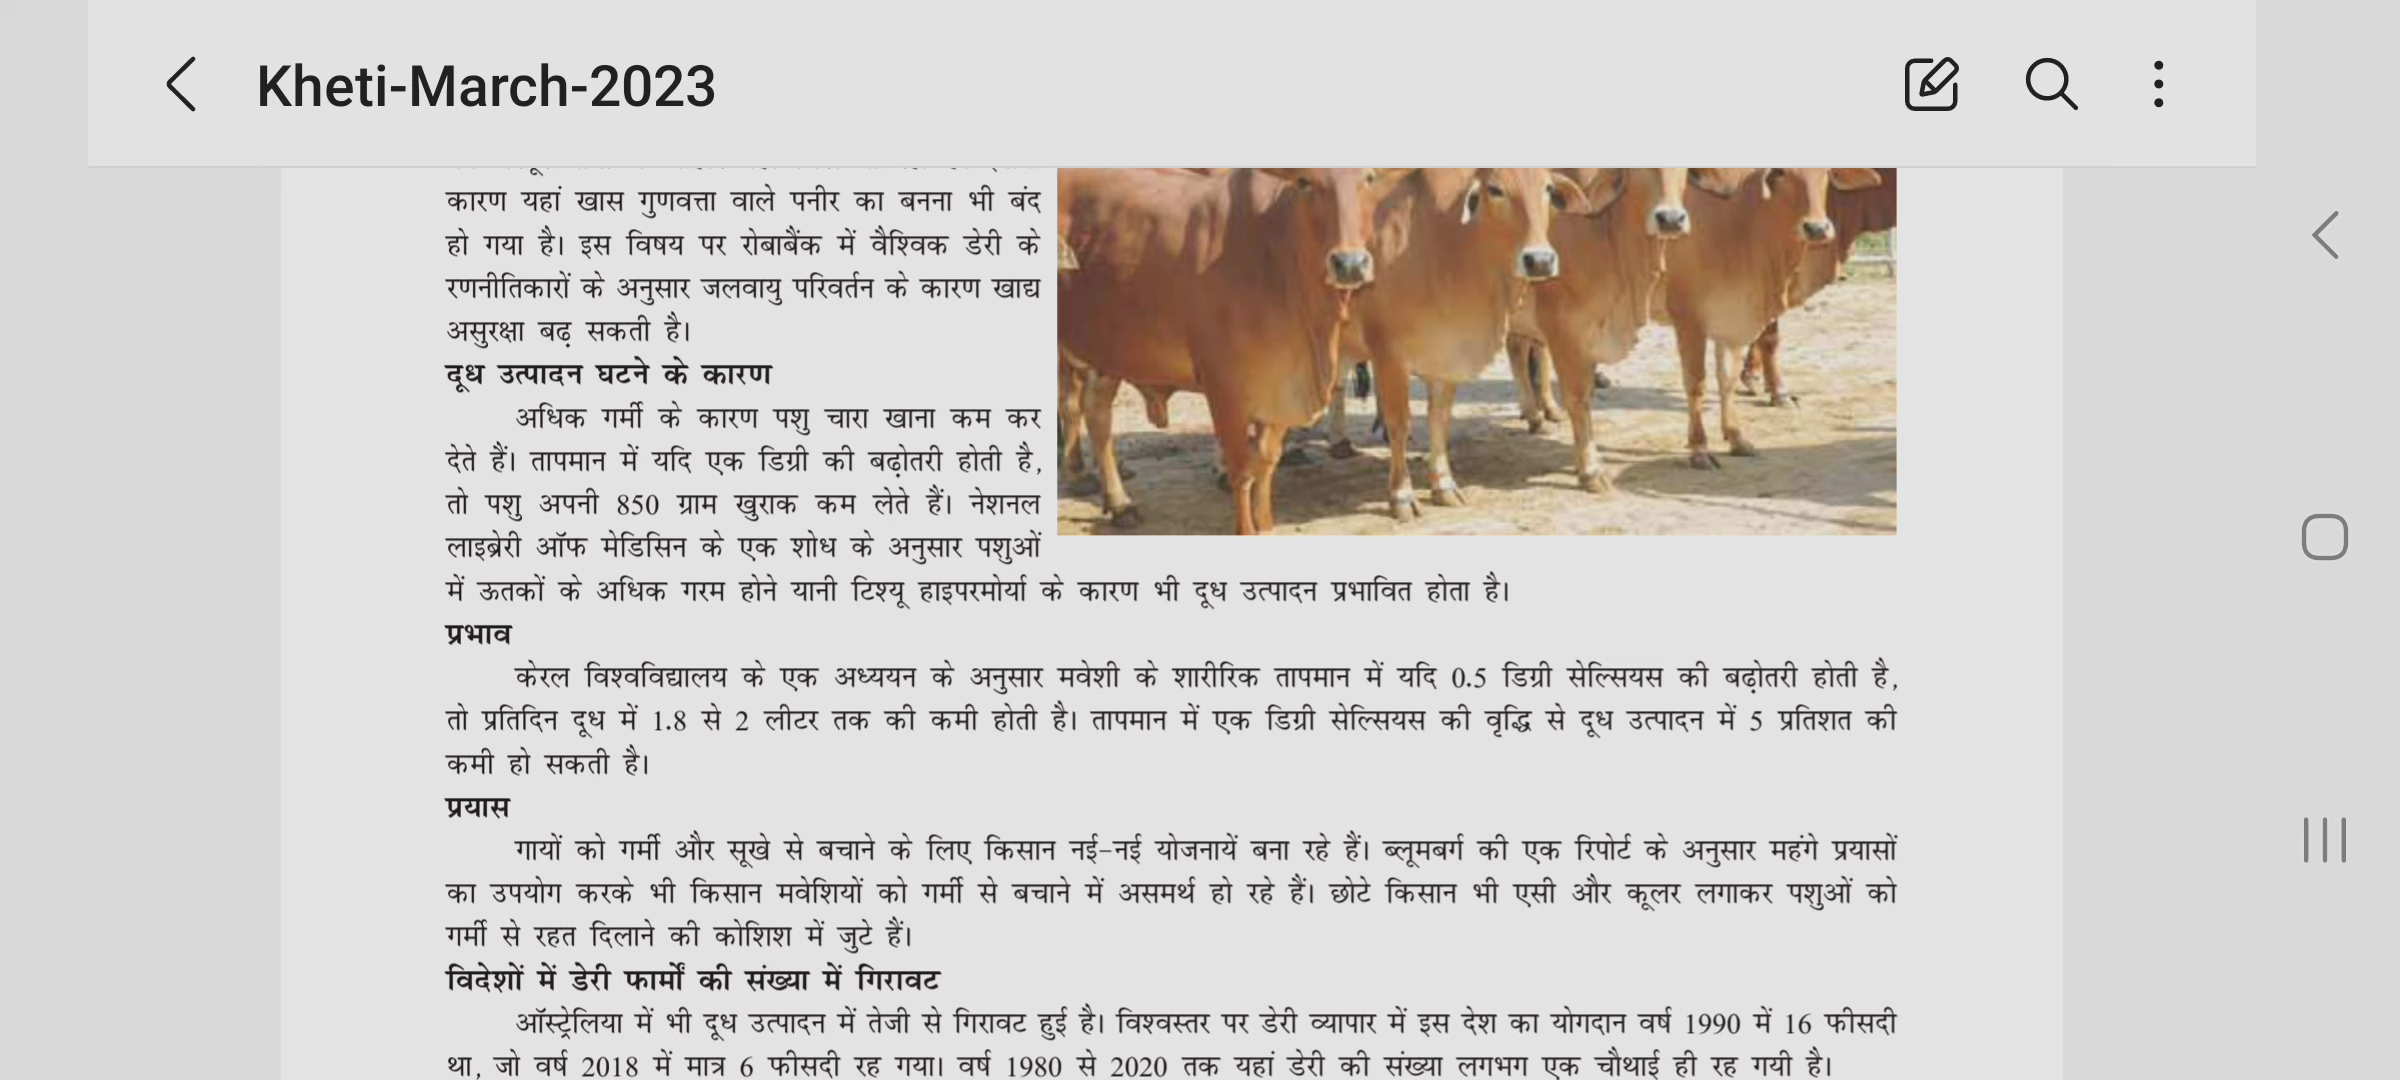 Kheti-March-2023
कारण यहां खास गुणवत्ता वाले पनीर का बनना भी बंद
हो गया है। इस विषय पर रोबाबैंक में वैश्विक डेरी के
रणनीतिकारों के अनुसार जलवायु परिवर्तन के कारण खाद्य
असुरक्षा बढ़ सकती है।
दूध उत्पादन घटने के कारण
अधिक गर्मी के कारण पशु चारा खाना कम कर
देते हैं। तापमान में यदि एक डिग्री की बढ़ोतरी होती है,
तो पशु अपनी 850 ग्राम खुराक कम लेते हैं। नेशनल
लाइब्रेरी ऑफ मेडिसिन के एक शोध के अनुसार पशुओं
में ऊतकों के अधिक गरम होने यानी टिश्यू हाइपरमोर्या के कारण भी दूध उत्पादन प्रभावित होता है।
प्रभाव
केरल विश्वविद्यालय के एक अध्ययन के अनुसार मवेशी के शारीरिक तापमान में यदि 0.5 डिग्री सेल्सियस की बढ़ोतरी होती है,
तो प्रतिदिन दूध में 1.8 से 2 लीटर तक की कमी होती है। तापमान में एक डिग्री सेल्सियस की वृद्धि से दूध उत्पादन में 5 प्रतिशत की
कमी हो सकती है।
प्रयास
गायों को गर्मी और सूखे से बचाने के लिए किसान नई-नई योजनायें बना रहे हैं। ब्लूमबर्ग की एक रिपोर्ट के अनुसार महंगे प्रयासों
का उपयोग करके भी किसान मवेशियों को गर्मी से बचाने में असमर्थ हो रहे हैं। छोटे किसान भी एसी और कूलर लगाकर पशुओं को
गर्मी से रहत दिलाने की कोशिश में जुटे हैं।
विदेशों में डेरी फार्मों की संख्या में गिरावट
ऑस्ट्रेलिया में भी दूध उत्पादन में तेजी से गिरावट हुई है। विश्वस्तर पर डेरी व्यापार में इस देश का योगदान वर्ष 1990 में 16 फीसदी
था, जो वर्ष 2018 में मात्र 6 फीसदी रह गया। वर्ष 1980 से 2020 तक यहां डेरी की संख्या लगभग एक चौथाई ही रह गयी है।